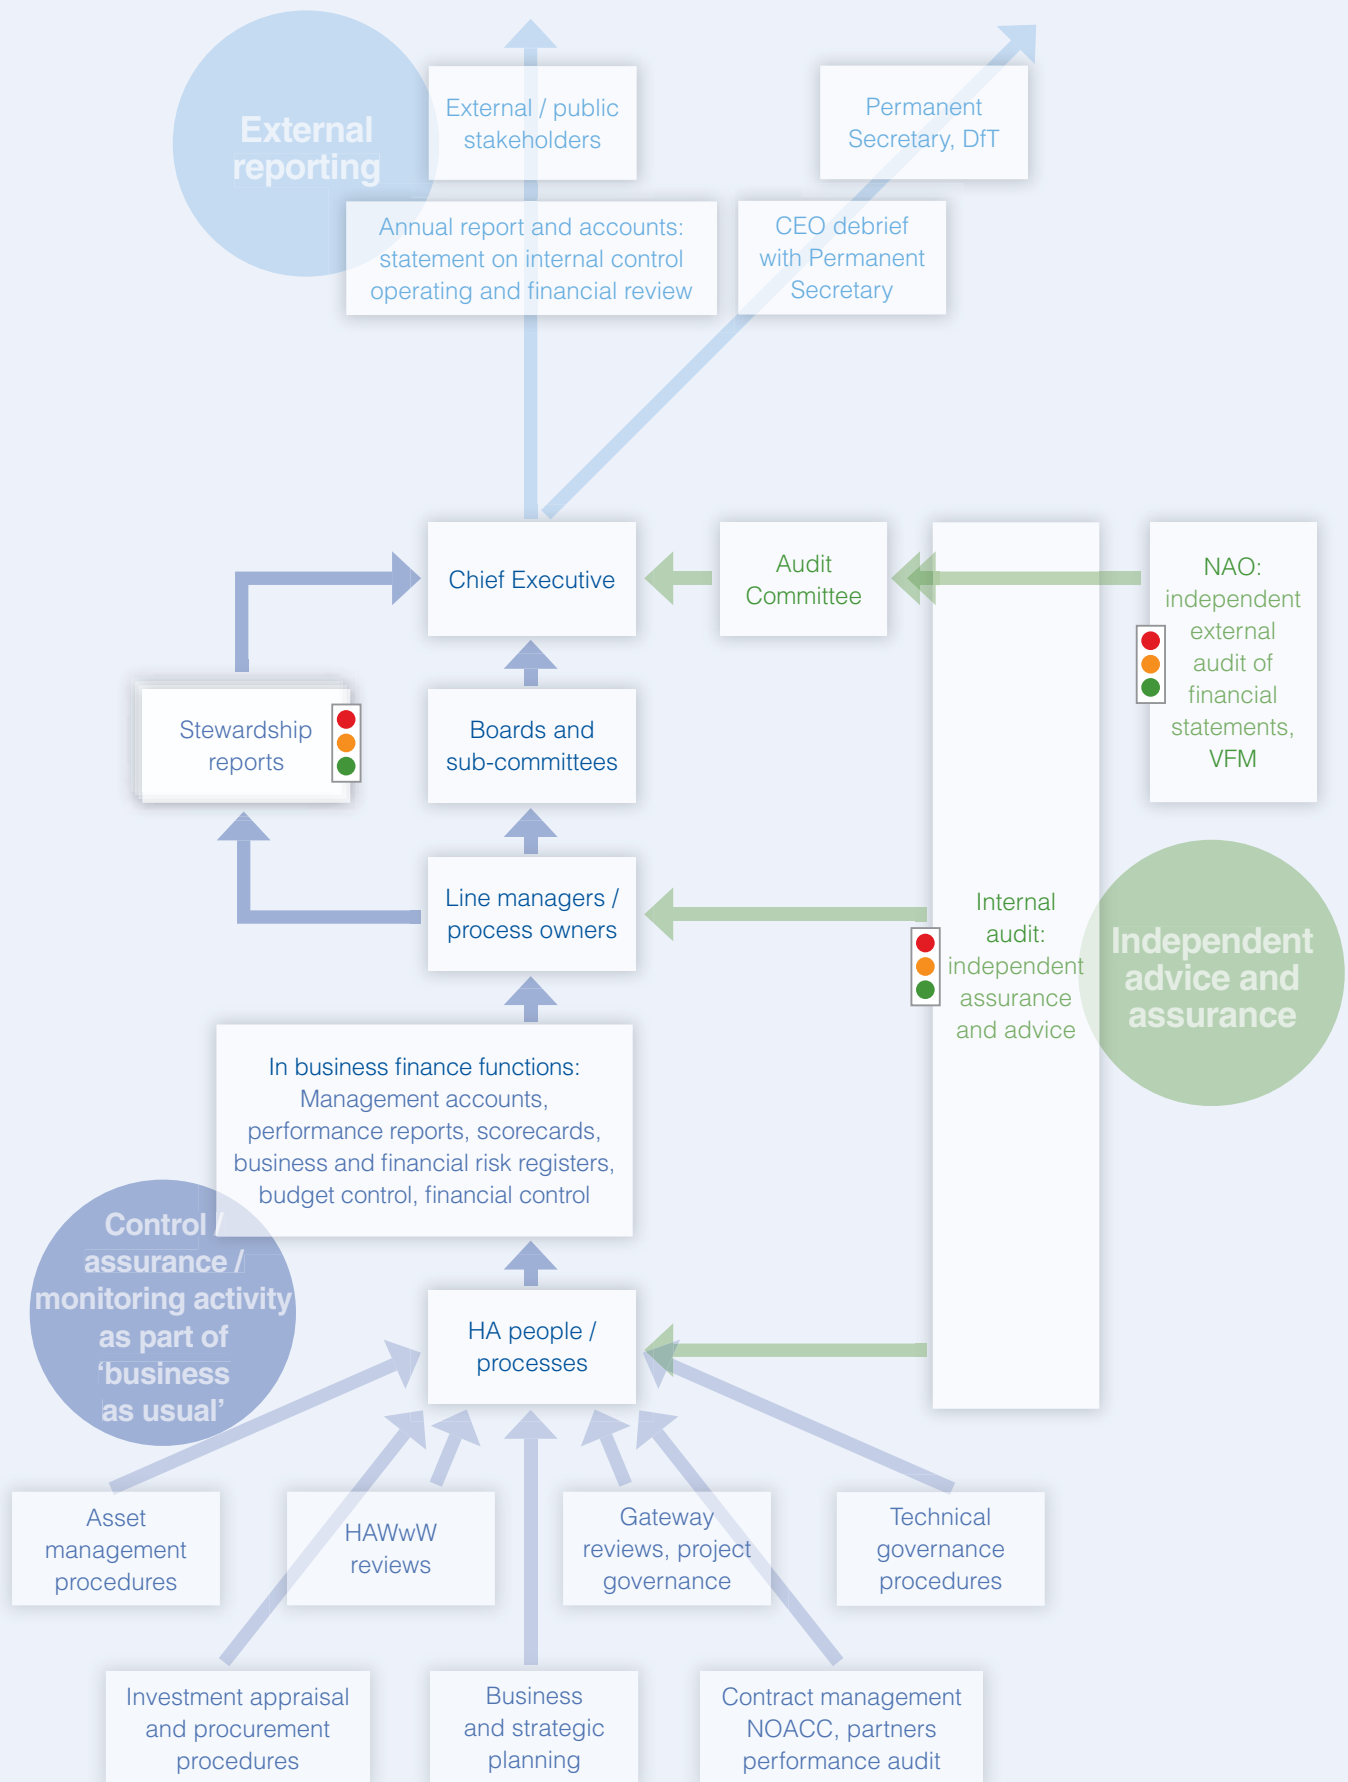 External
reporting
External / public
stakeholders
Permanent
Secretary, DfT
Annual report and accounts:
statement on internal control
operating and financial review
CEO debrief
with Permanent
Secretary
Chief Executive
Audit
Committee
NAO:
independent
external
audit of
financial
statements,
VFM
Stewardship
reports
Boards and
sub-committees
Line managers /
process owners
Internal
audit:
independent
assurance
and advice
Independent
advice and
assurance
In business finance functions:
Management accounts,
performance reports, scorecards,
business and financial risk registers,
budget control, financial control
Control /
assurance /
monitoring activity
as part of
‘business
as usual’
HA people /
processes
Asset
management
procedures
HAWwW
reviews
Gateway
reviews, project
governance
Technical
governance
procedures
Investment appraisal
and procurement
procedures
Business
and strategic
planning
Contract management
NOACC, partners
performance audit